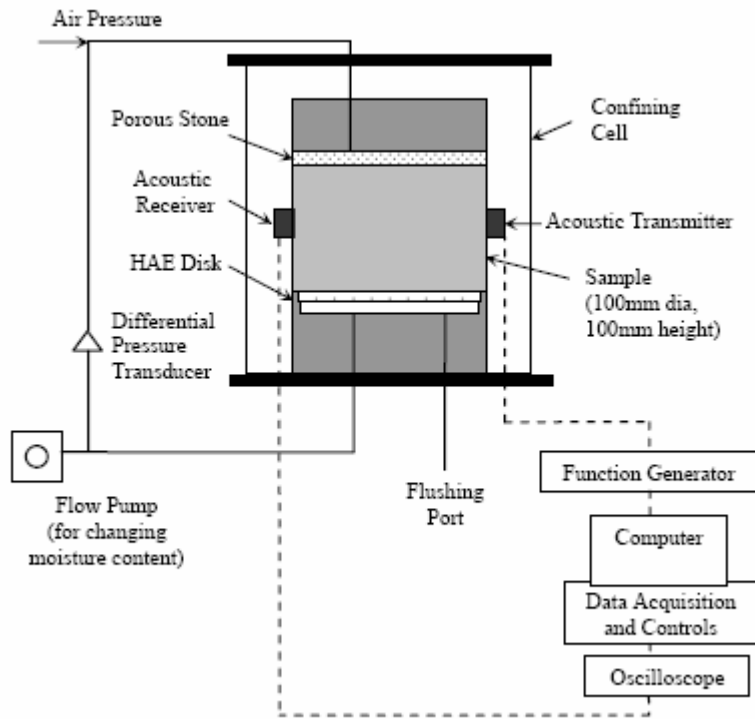 Air Pressure
Porous Stone
Acoustic
Receiver
HAE Disk
Differential
Pressure
Transducer
Flow Pump
(for changing
moisture content)
Flushing
Port
Confining
Cell
Acoustic Transmitter
Sample
(100mm dia,
100mm height)
Function Generator
Computer
Data Acquisition
and Controls
Oscilloscope